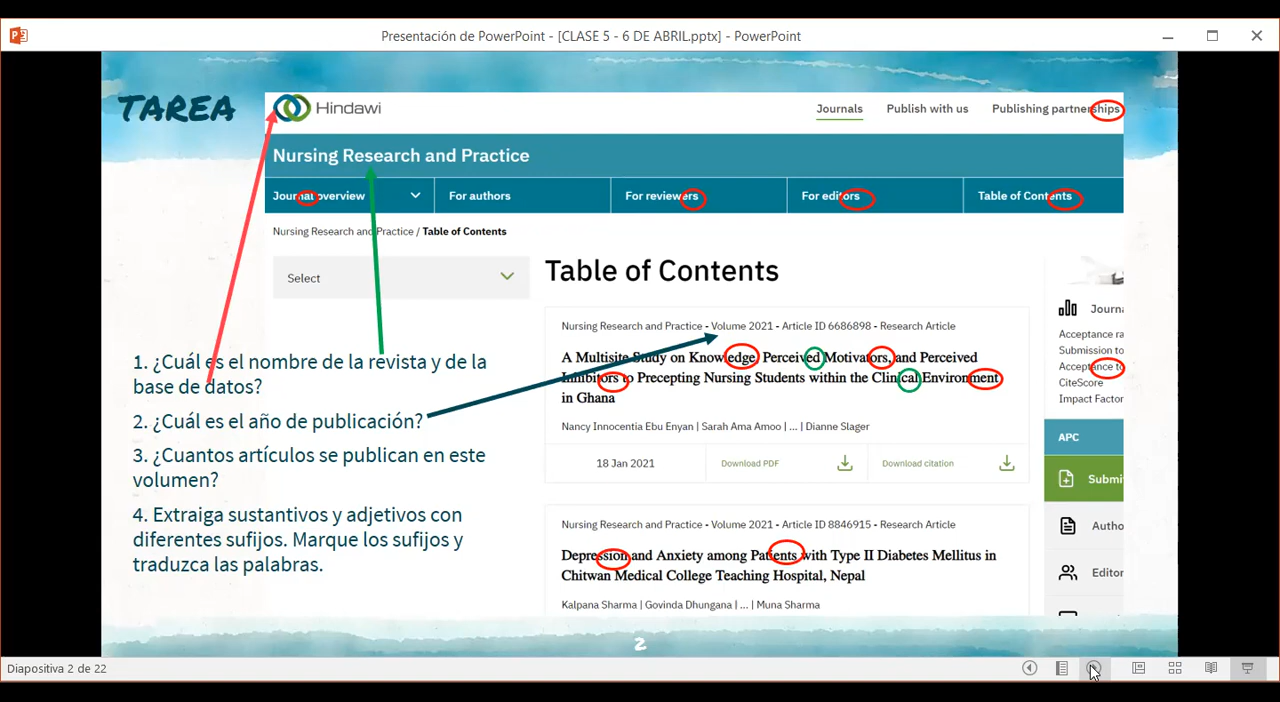 Presentación de PowerPoint - [CLASE 5 - 6 DE ABRIL.pptx] - PowerPoint
TAREA
Hindawi
Journals Publish with us Publishing partnerships
Nursing Research and Practice
Journal overview For authors For reviewers For editors Table of Contents
Nursing Research and Practice / Table of Contents
Select
Table of Contents
Nursing Research and Practice - Volume 2021 - Article ID 6686898 - Research Article
A Multisite Study on Knowledge, Perceived Motivators, and Perceived
Inhibitors to Precepting Nursing Students within the Clinical Environment
in Ghana
Nancy Innocentia Ebu Enyan | Sarah Ama Amoo | ... | Dianne Slager
18 Jan 2021 Download PDF Download citation
Nursing Research and Practice - Volume 2021 - Article ID 8846915 - Research Article
Depression and Anxiety among Patients with Type II Diabetes Mellitus in
Chitwan Medical College Teaching Hospital, Nepal
Kalpana Sharma | Govinda Dhungana | ... | Muna Sharma
Journa
Acceptance ra
Submission to
Acceptance to
CiteScore
Impact Factor
APC
Submi
Autho
Editor
1. ¿Cuál es el nombre de la revista y de la
base de datos?
2. ¿Cuál es el año de publicación?
3. ¿Cuantos artículos se publican en este
volumen?
4. Extraiga sustantivos y adjetivos con
diferentes sufijos. Marque los sufijos y
traduzca las palabras.
2
Diapositiva 2 de 22